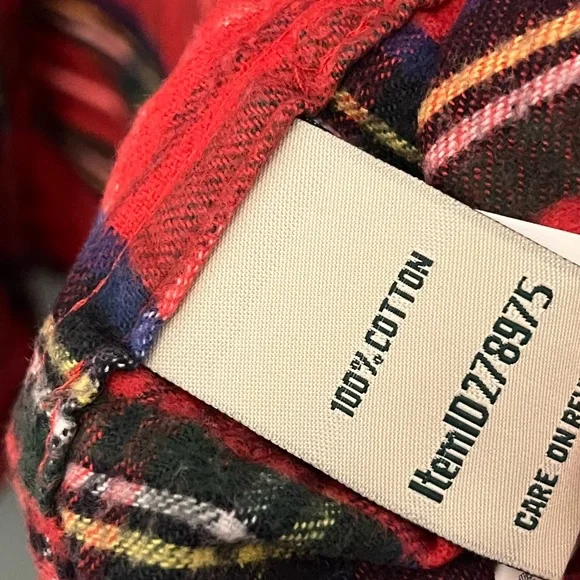 100% COTTON
ItemID 278975
CARE ON